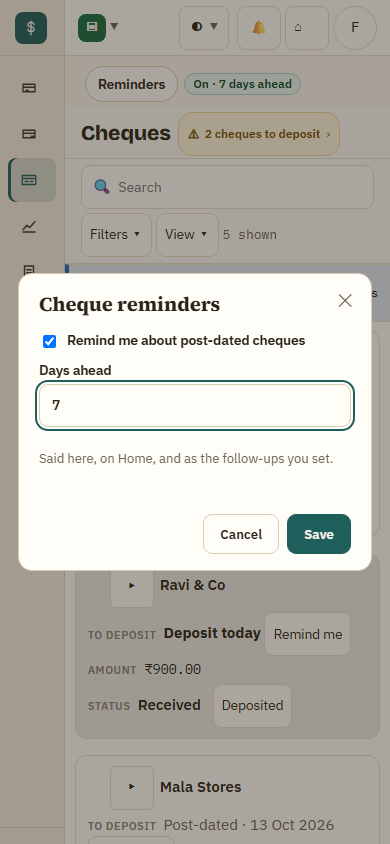 $
F
Reminders
On · 7 days ahead
Cheques
2 cheques to deposit ›
Search
Filters
View
5 shown
s
Cheque reminders
Remind me about post-dated cheques
Days ahead
7
Said here, on Home, and as the follow-ups you set.
Cancel
Save
Ravi & Co
TO DEPOSIT Deposit today Remind me
AMOUNT ₹900.00
STATUS Received Deposited
Mala Stores
TO DEPOSIT Post-dated · 13 Oct 2026